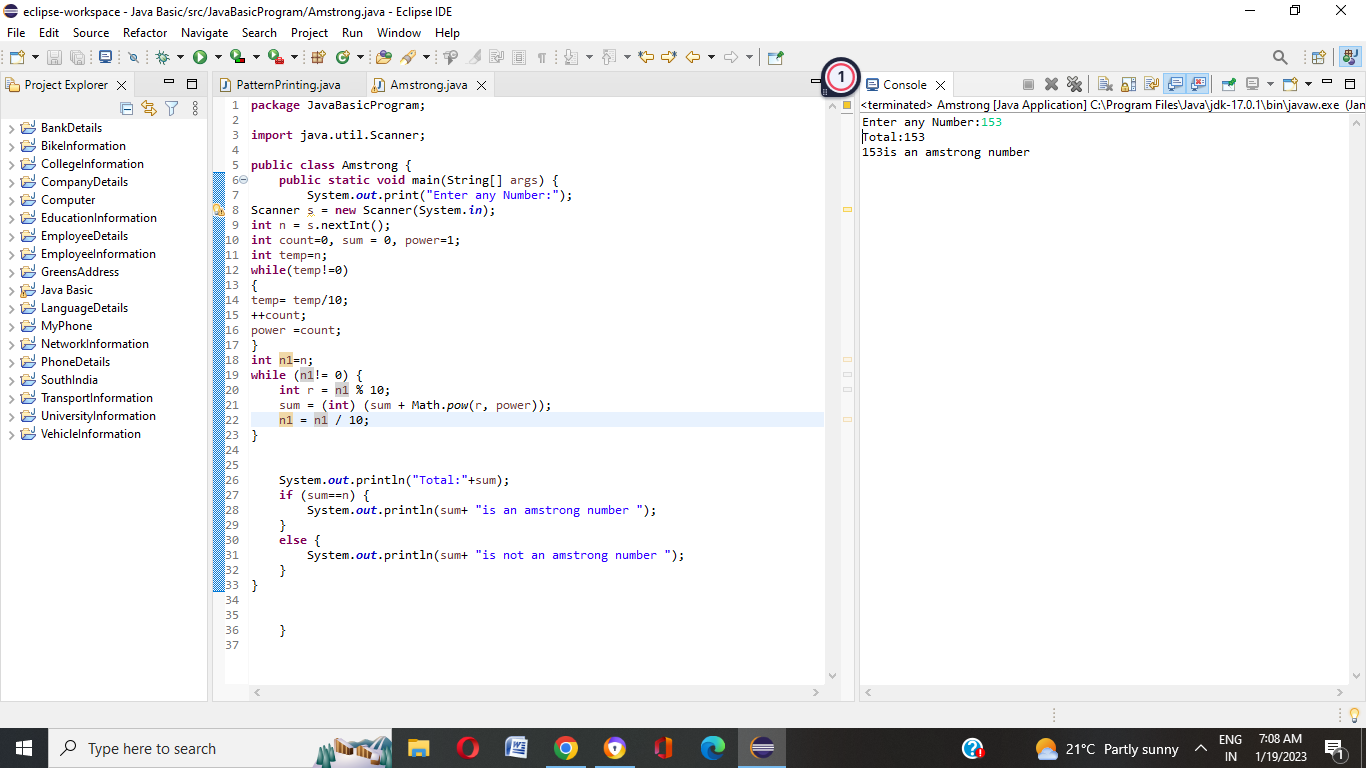 eclipse-workspace - Java Basic/src/JavaBasicProgram/Amstrong.java - Eclipse IDE
File Edit Source Refactor Navigate Search Project Run Window Help
Project Explorer
BankDetails
BikeInformation
CollegeInformation
CompanyDetails
Computer
EducationInformation
EmployeeDetails
EmployeeInformation
GreensAddress
Java Basic
LanguageDetails
MyPhone
NetworkInformation
PhoneDetails
SouthIndia
TransportInformation
UniversityInformation
VehicleInformation
PatternPrinting.java Amstrong.java
1 package JavaBasicProgram;
2
3 import java.util.Scanner;
4
5 public class Amstrong {
6 public static void main(String[] args) {
7 System.out.print("Enter any Number:");
8 Scanner s = new Scanner(System.in);
9 int n = s.nextInt();
10 int count=0, sum = 0, power=1;
11 int temp=n;
12 while(temp!=0)
13 {
14 temp= temp/10;
15 ++count;
16 power =count;
17 }
18 int n1=n;
19 while (n1!= 0) {
20 int r = n1 % 10;
21 sum = (int) (sum + Math.pow(r, power));
22 n1 = n1 / 10;
23 }
24
25
26 System.out.println("Total:"+sum);
27 if (sum==n) {
28 System.out.println(sum+ "is an amstrong number ");
29 }
30 else {
31 System.out.println(sum+ "is not an amstrong number ");
32 }
33 }
34
35
36 }
37
1
Console
<terminated> Amstrong [Java Application] C:\Program Files\Java\jdk-17.0.1\bin\javaw.exe (Jan
Enter any Number:153
Total:153
153is an amstrong number
Type here to search
21°C Partly sunny
ENG
IN
7:08 AM
1/19/2023
1